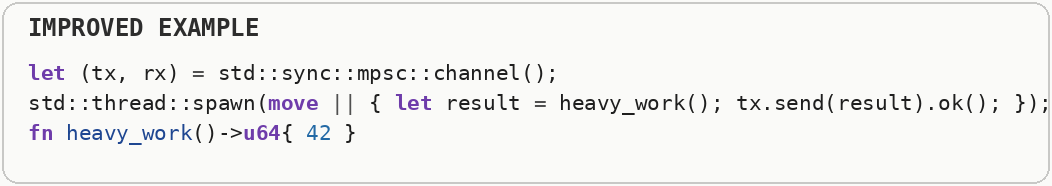 IMPROVED EXAMPLE
let (tx, rx) = std::sync::mpsc::channel();
std::thread::spawn(move || { let result = heavy_work(); tx.send(result).ok(); });
fn heavy_work()->u64{ 42 }